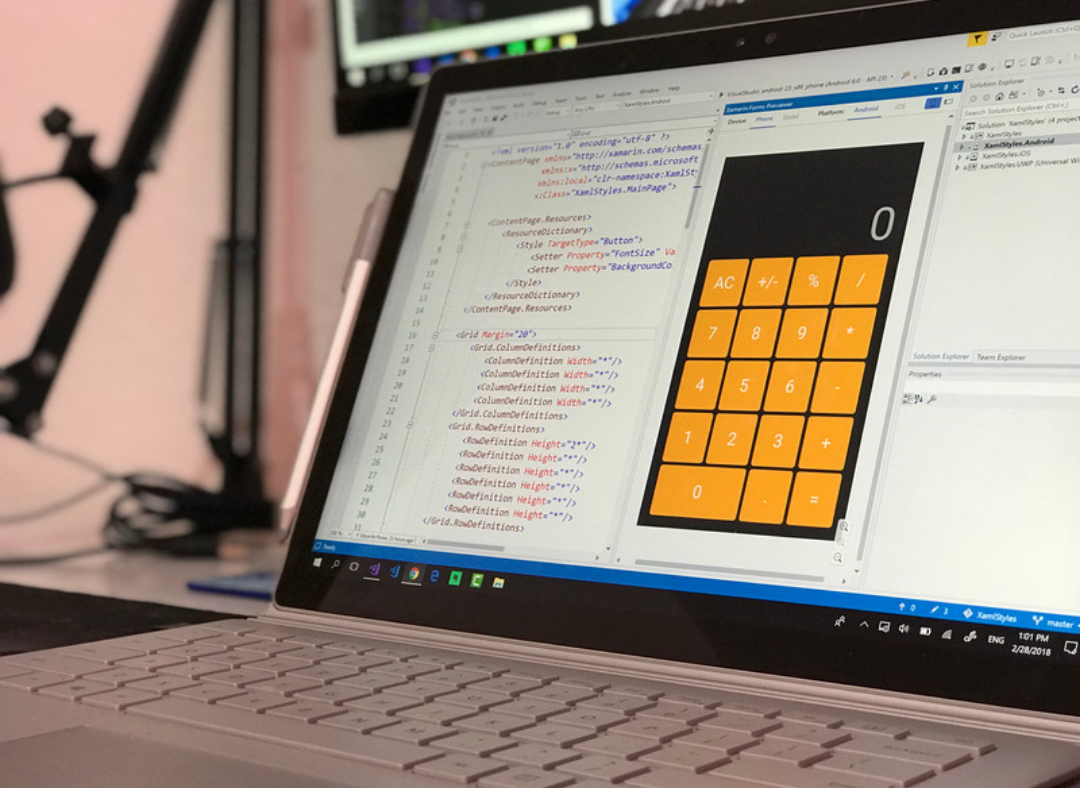 Quick Launch (Ctrl+Q
VisualStudio_android-23_x86_phone (Android 6.0 - API 23)
XamlStyles.Android
Xamarin.Forms Previewer
Device: Phone Tablet Platform: Android iOS
Solution Explorer
Search Solution Explorer (Ctrl+
Solution 'XamlStyles' (4 project
XamlStyles
XamlStyles.Android
XamlStyles.iOS
XamlStyles.UWP (Universal Wi
1 <?xml version="1.0" encoding="utf-8" ?>
2 <ContentPage xmlns="http://xamarin.com/schemas
xmlns:x="http://schemas.microsoft
xmlns:local="clr-namespace:XamlSt
x:Class="XamlStyles.MainPage">
7 <ContentPage.Resources>
8 <ResourceDictionary>
9 <Style TargetType="Button">
10 <Setter Property="FontSize" Va
11 <Setter Property="BackgroundCo
12 </Style>
13 </ResourceDictionary>
14 </ContentPage.Resources>
15
16 <Grid Margin="20">
17 <Grid.ColumnDefinitions>
18 <ColumnDefinition Width="*"/>
19 <ColumnDefinition Width="*"/>
20 <ColumnDefinition Width="*"/>
21 <ColumnDefinition Width="*"/>
22 </Grid.ColumnDefinitions>
23 <Grid.RowDefinitions>
24 <RowDefinition Height="2*"/>
25 <RowDefinition Height="*"/>
26 <RowDefinition Height="*"/>
27 <RowDefinition Height="*"/>
28 <RowDefinition Height="*"/>
29 <RowDefinition Height="*"/>
30 </Grid.RowDefinitions>
31
0
AC +/- % /
7 8 9 *
4 5 6 -
1 2 3 +
0 . =
Solution Explorer Team Explorer
Properties
Ready
0 3 XamlStyles master
ENG 1:01 PM
2/28/2018